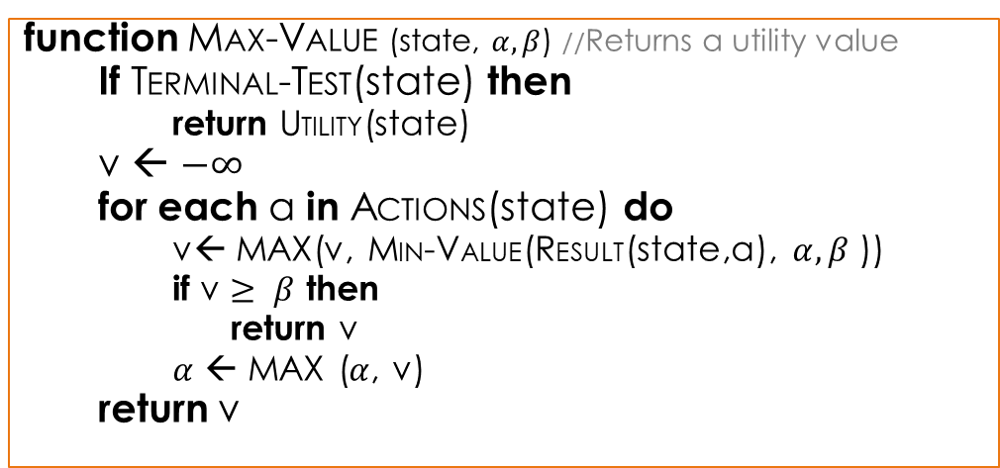 function MAX-VALUE (state, α,β) //Returns a utility value
If TERMINAL-TEST(state) then
return UTILITY(state)
v ← −∞
for each a in ACTIONS(state) do
v← MAX(v, MIN-VALUE(RESULT(state,a), α,β ))
if v ≥ β then
return v
α ← MAX (α, v)
return v